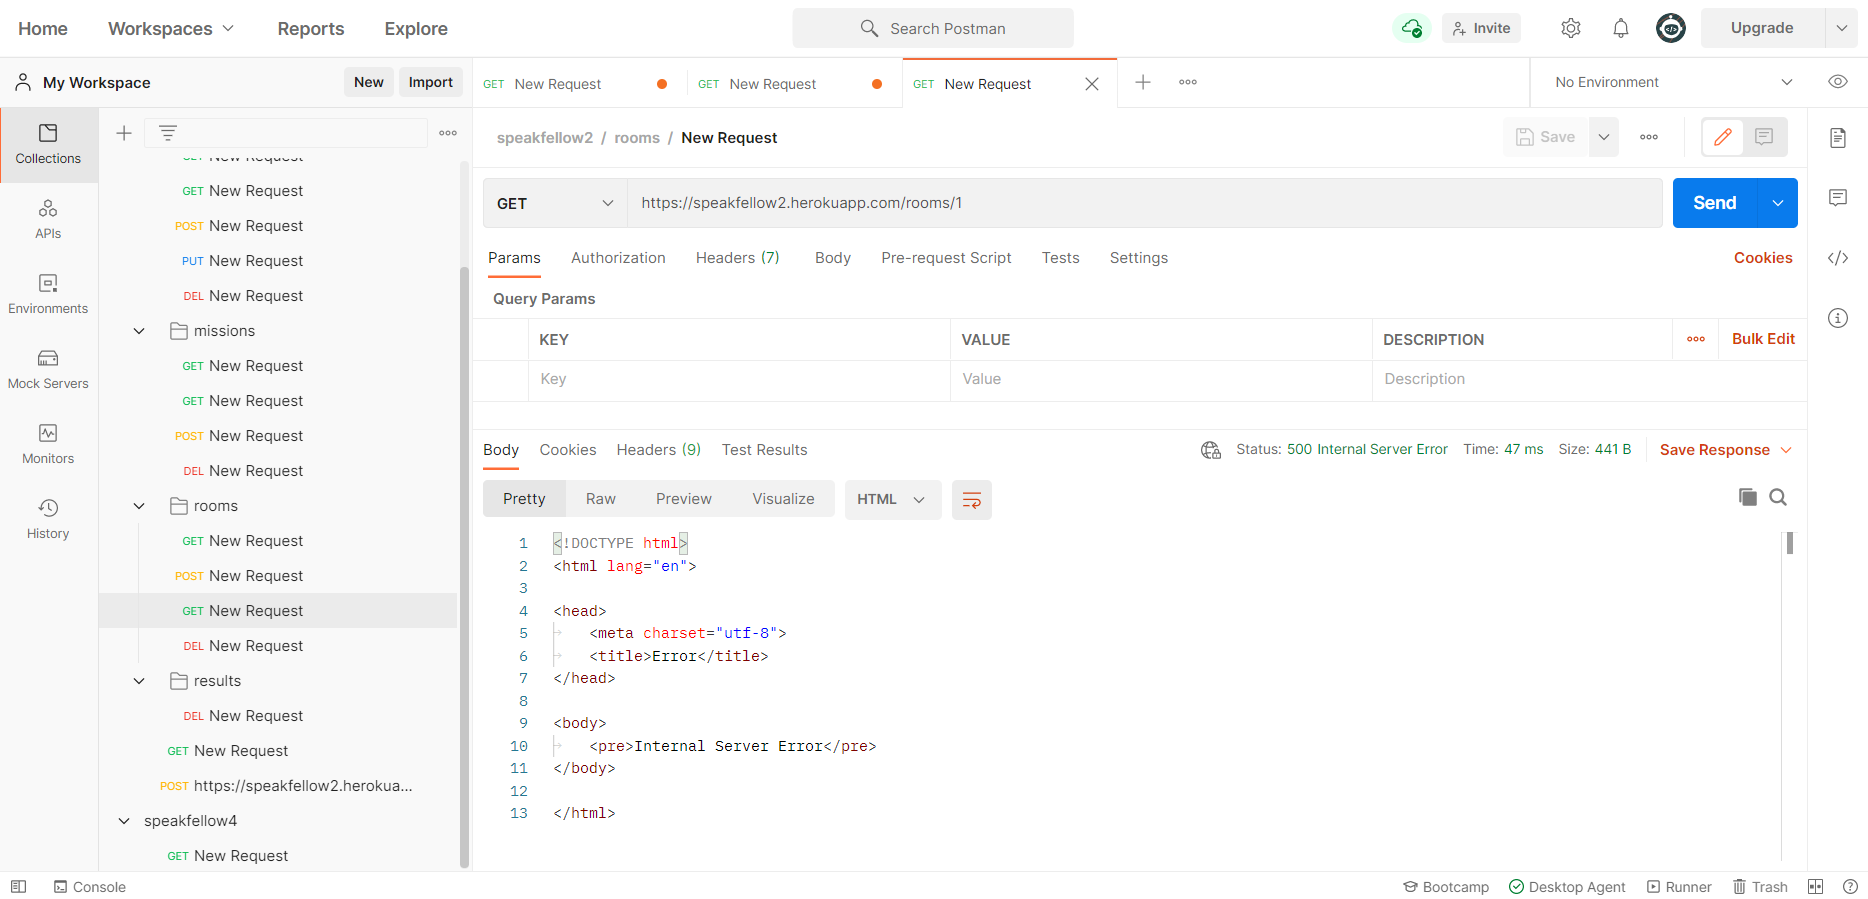 Home Workspaces Reports Explore Search Postman Invite Upgrade
My Workspace New Import GET New Request GET New Request GET New Request No Environment
Collections
APIs
Environments
Mock Servers
Monitors
History
GET New Request
GET New Request
POST New Request
PUT New Request
DEL New Request
missions
GET New Request
GET New Request
POST New Request
DEL New Request
rooms
GET New Request
POST New Request
GET New Request
DEL New Request
results
DEL New Request
GET New Request
POST https://speakfellow2.herokua...
speakfellow4
GET New Request
speakfellow2 / rooms / New Request Save
GET https://speakfellow2.herokuapp.com/rooms/1 Send
Params Authorization Headers (7) Body Pre-request Script Tests Settings Cookies
Query Params
KEY VALUE DESCRIPTION Bulk Edit
Key Value Description
Body Cookies Headers (9) Test Results Status: 500 Internal Server Error Time: 47 ms Size: 441 B Save Response
Pretty Raw Preview Visualize HTML
1 <!DOCTYPE html>
2 <html lang="en">
3
4 <head>
5 <meta charset="utf-8">
6 <title>Error</title>
7 </head>
8
9 <body>
10 <pre>Internal Server Error</pre>
11 </body>
12
13 </html>
Console Bootcamp Desktop Agent Runner Trash